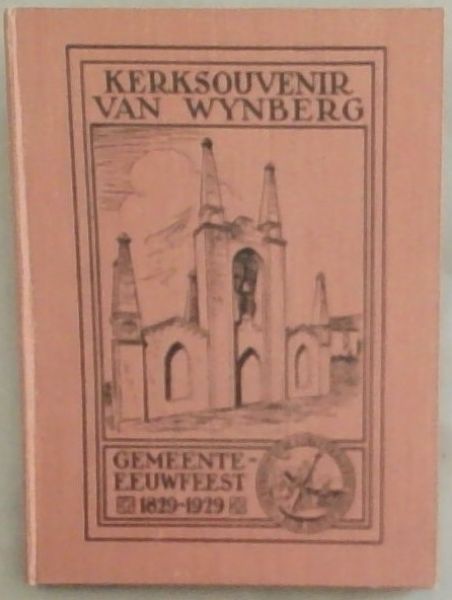 KERKSOUVENIR
VAN WYNBERG
GEMEENTE-
EEUWFEEST
1829-1929